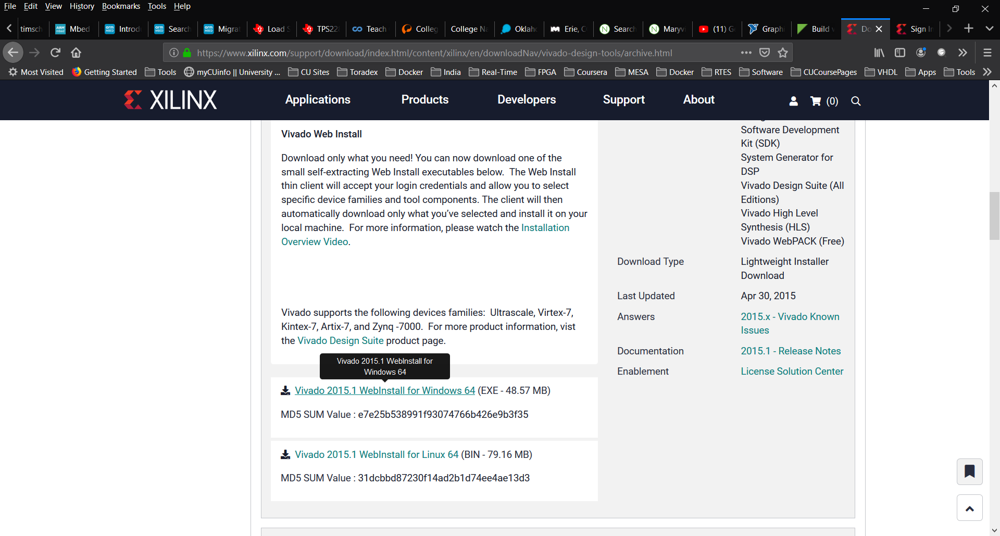 File Edit View History Bookmarks Tools Help
timsch Mbed Introd Search Migrat Load S TPS22 Teach Colleg College Na Oklaho Erie, C Search Maryvi (11) Ge Graphi Build v Do Sign In
https://www.xilinx.com/support/download/index.html/content/xilinx/en/downloadNav/vivado-design-tools/archive.html
Most Visited Getting Started Tools myCUinfo || University ... CU Sites Toradex Docker India Real-Time FPGA Coursera MESA Docker RTES Software CUCoursePages VHDL Apps Tools
XILINX Applications Products Developers Support About (0)
Vivado Web Install
Download only what you need! You can now download one of the
small self-extracting Web Install executables below. The Web Install
thin client will accept your login credentials and allow you to select
specific device families and tool components. The client will then
automatically download only what you’ve selected and install it on your
local machine. For more information, please watch the Installation
Overview Video.
Vivado supports the following devices families: Ultrascale, Virtex-7,
Kintex-7, Artix-7, and Zynq -7000. For more product information, vist
the Vivado Design Suite product page.
Vivado 2015.1 WebInstall for
Windows 64
Vivado 2015.1 WebInstall for Windows 64 (EXE - 48.57 MB)
MD5 SUM Value : e7e25b538991f93074766b426e9b3f35
Vivado 2015.1 WebInstall for Linux 64 (BIN - 79.16 MB)
MD5 SUM Value : 31dcbbd87230f14ad2b1d74ee4ae13d3
Software Development
Kit (SDK)
System Generator for
DSP
Vivado Design Suite (All
Editions)
Vivado High Level
Synthesis (HLS)
Vivado WebPACK (Free)
Download Type Lightweight Installer
Download
Last Updated Apr 30, 2015
Answers 2015.x - Vivado Known
Issues
Documentation 2015.1 - Release Notes
Enablement License Solution Center